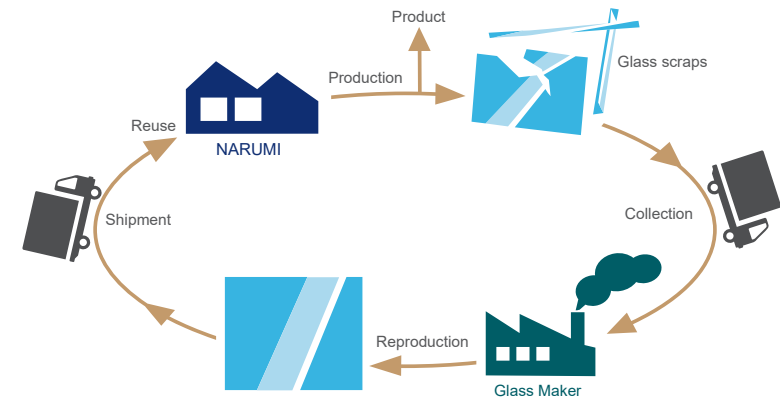 Product
Production
Glass scraps
Reuse
NARUMI
Shipment
Collection
Reproduction
Glass Maker